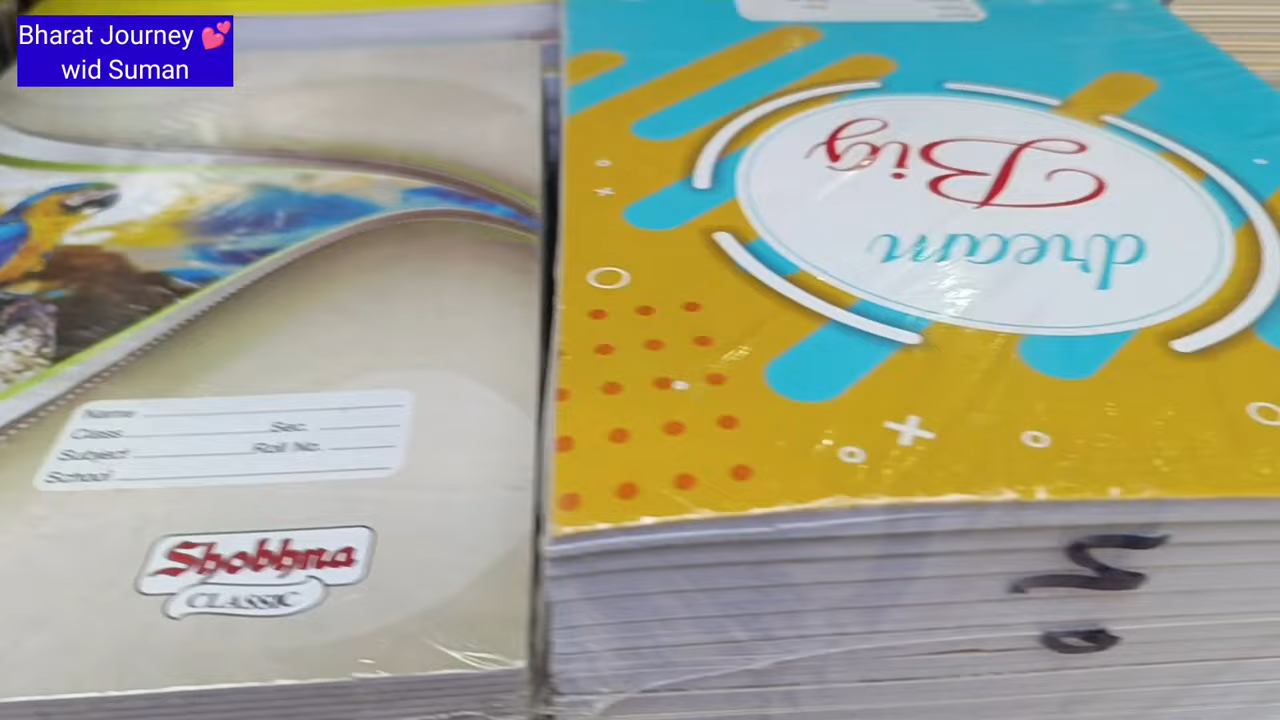 Bharat Journey 💕
wid Suman
Name
Class Sec.
Subject Roll No.
School
Shobhna
CLASSIC
dream
Big